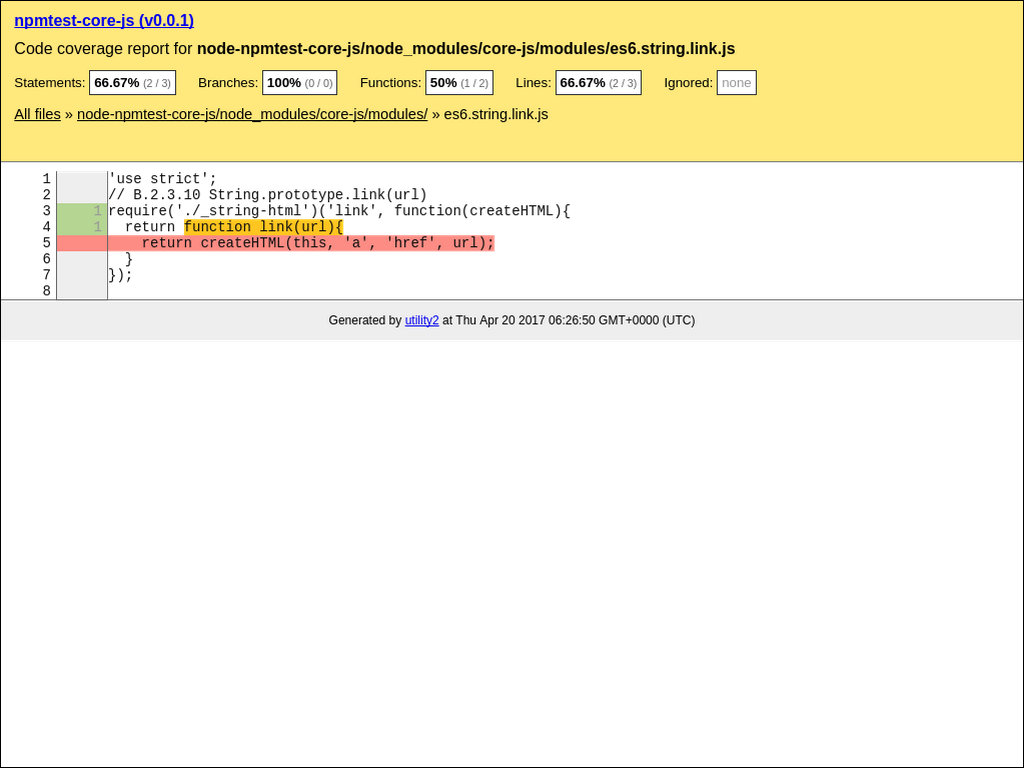 npmtest-core-js (v0.0.1)
Code coverage report for node-npmtest-core-js/node_modules/core-js/modules/es6.string.link.js
Statements: 66.67% (2 / 3) Branches: 100% (0 / 0) Functions: 50% (1 / 2) Lines: 66.67% (2 / 3) Ignored: none
All files » node-npmtest-core-js/node_modules/core-js/modules/ » es6.string.link.js
1 'use strict';
2 // B.2.3.10 String.prototype.link(url)
3 1 require('./_string-html')('link', function(createHTML){
4 1   return function link(url){
5     return createHTML(this, 'a', 'href', url);
6   }
7 });
8
Generated by utility2 at Thu Apr 20 2017 06:26:50 GMT+0000 (UTC)